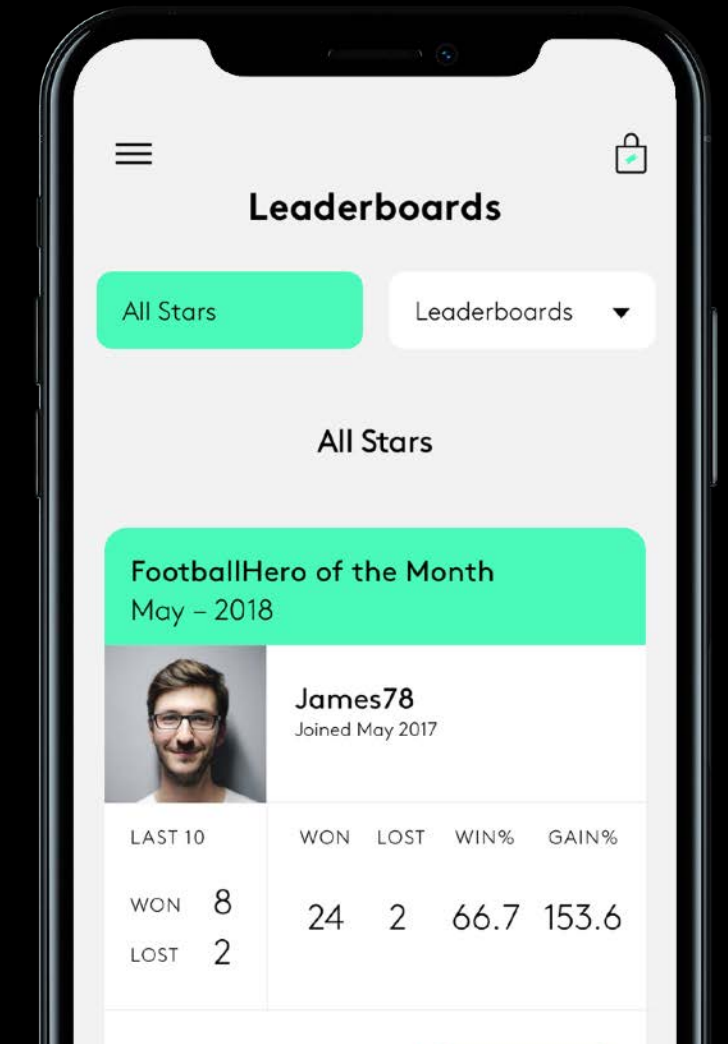 Leaderboards
All Stars
Leaderboards
All Stars
FootballHero of the Month
May – 2018
James78
Joined May 2017
LAST 10
WON 8
LOST 2
WON LOST WIN% GAIN%
24 2 66.7 153.6